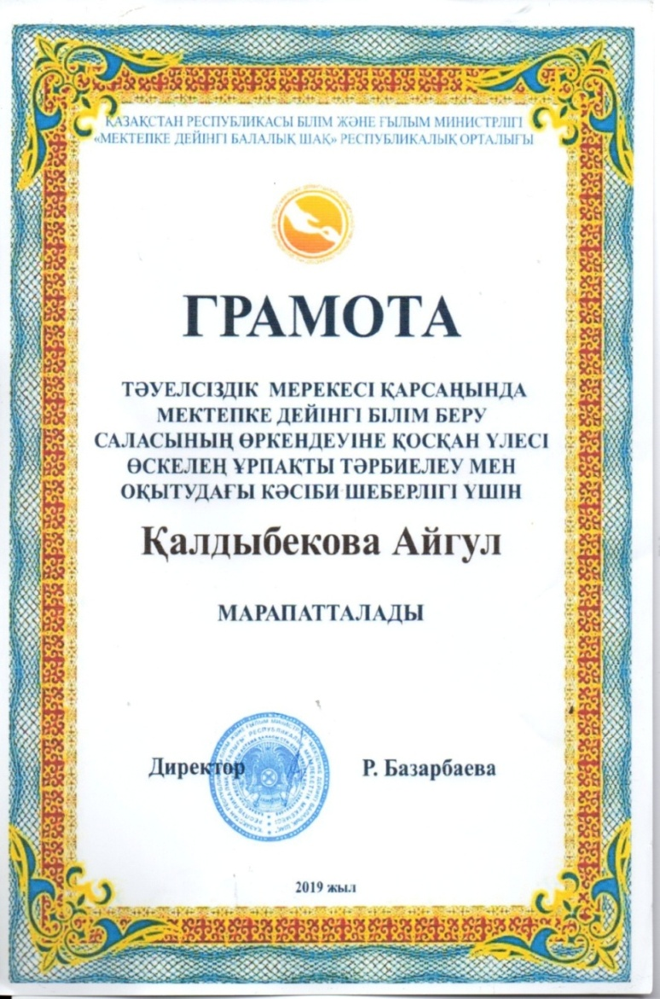 ҚАЗАҚСТАН РЕСПУБЛИКАСЫ БІЛІМ ЖӘНЕ ҒЫЛЫМ МИНИСТРЛІГІ
«МЕКТЕПКЕ ДЕЙІНГІ БАЛАЛЫҚ ШАҚ» РЕСПУБЛИКАЛЫҚ ОРТАЛЫҒЫ
ГРАМОТА
ТӘУЕЛСІЗДІК МЕРЕКЕСІ ҚАРСАҢЫНДА
МЕКТЕПКЕ ДЕЙІНГІ БІЛІМ БЕРУ
САЛАСЫНЫҢ ӨРКЕНДЕУІНЕ ҚОСҚАН ҮЛЕСІ
ӨСКЕЛЕҢ ҰРПАҚТЫ ТӘРБИЕЛЕУ МЕН
ОҚЫТУДАҒЫ КӘСІБИ ШЕБЕРЛІГІ ҮШІН
Қалдыбекова Айгул
МАРАПАТТАЛАДЫ
Директор Р. Базарбаева
2019 жыл